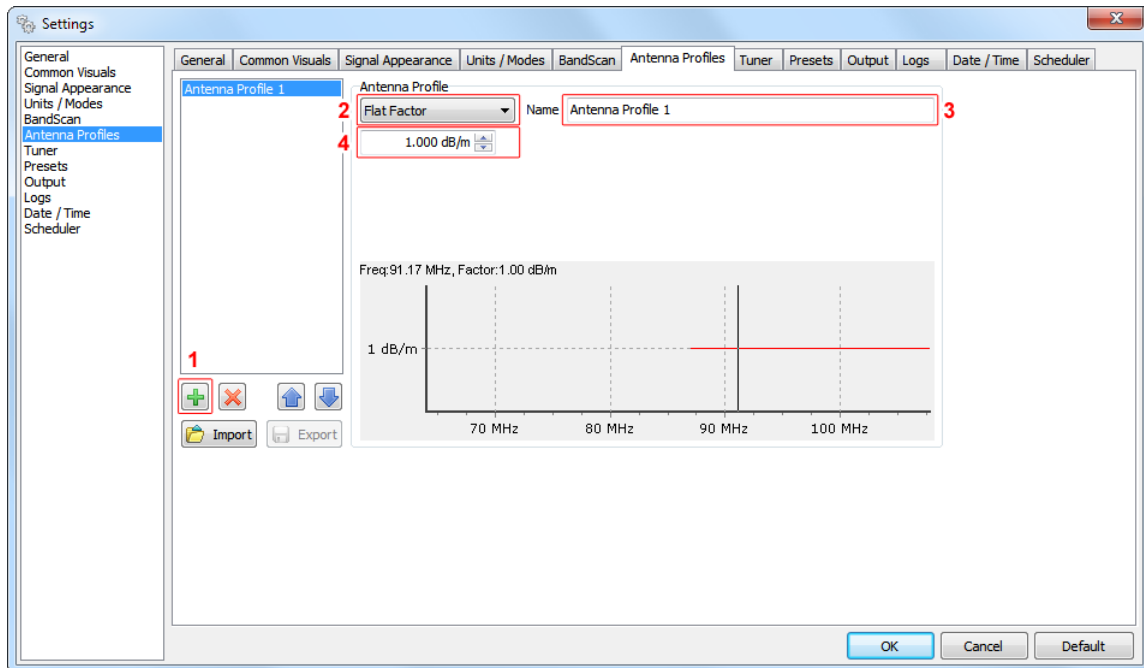 Settings
General
Common Visuals
Signal Appearance
Units / Modes
BandScan
Antenna Profiles
Tuner
Presets
Output
Logs
Date / Time
Scheduler
General Common Visuals Signal Appearance Units / Modes BandScan Antenna Profiles Tuner Presets Output Logs Date / Time Scheduler
Antenna Profile 1
Antenna Profile
2 Flat Factor Name Antenna Profile 1 3
4 1.000 dB/m
Freq:91.17 MHz, Factor:1.00 dB/m
1 dB/m
70 MHz 80 MHz 90 MHz 100 MHz
1
Import Export
OK Cancel Default